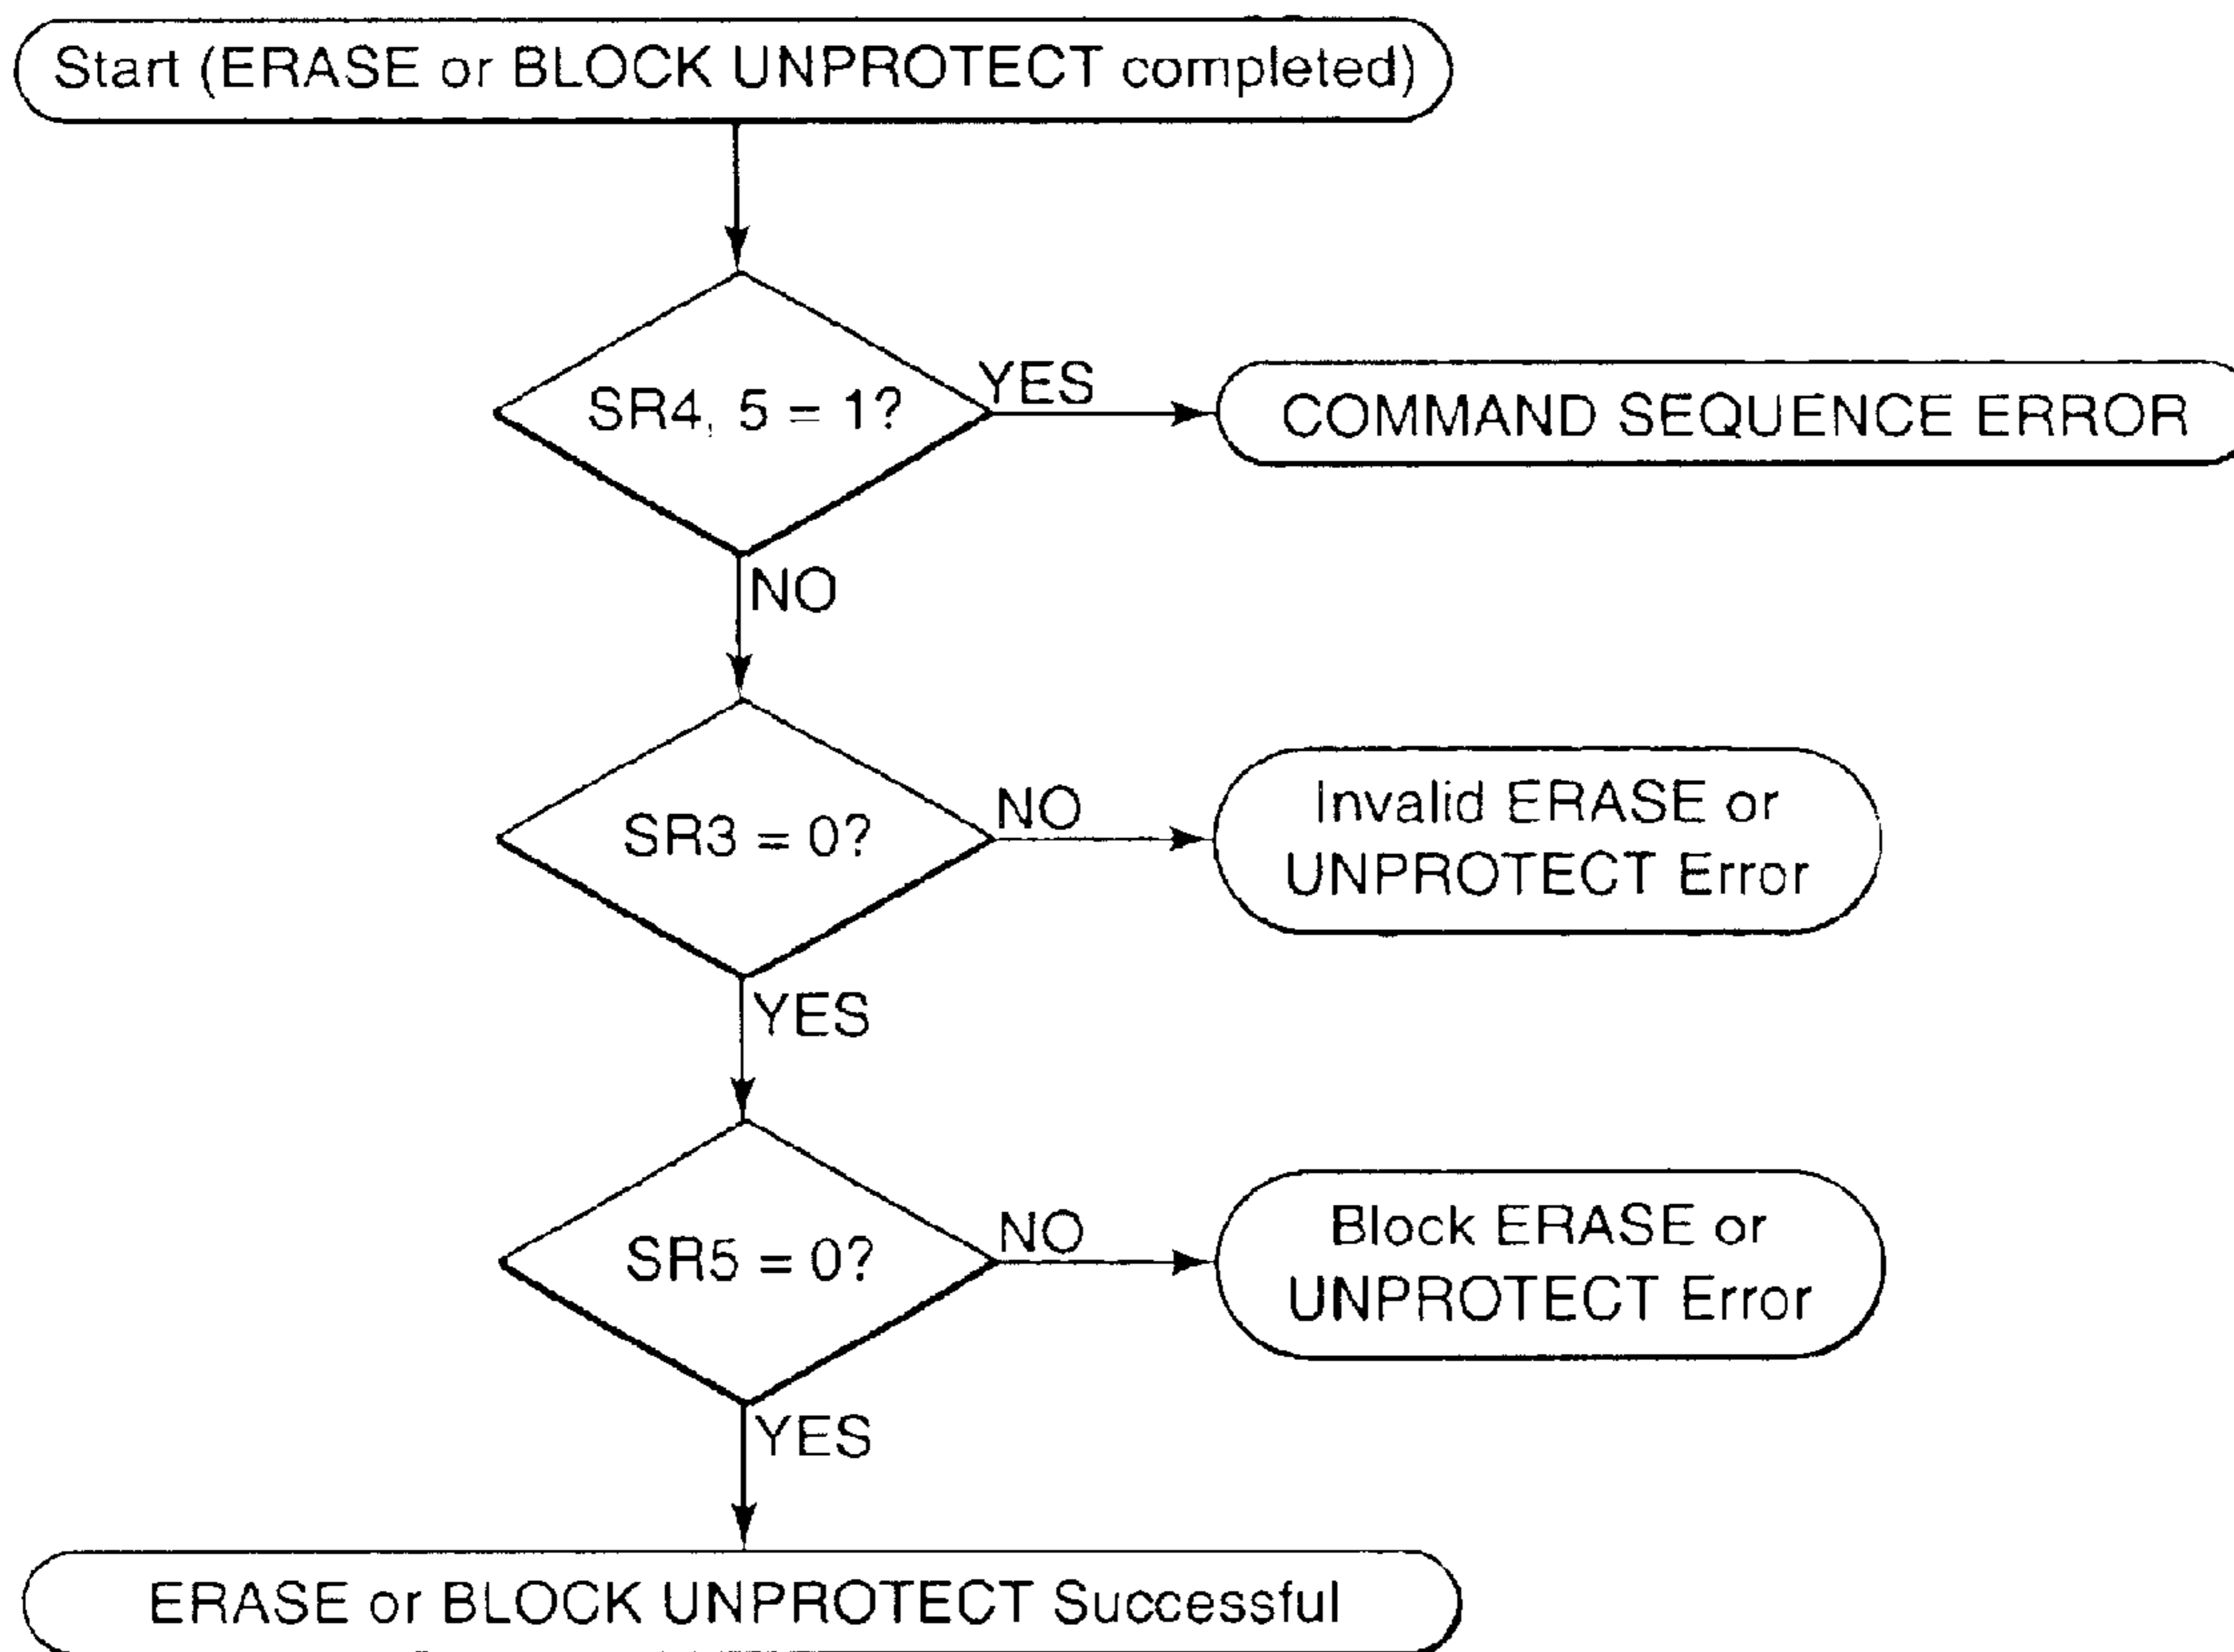 Start (ERASE or BLOCK UNPROTECT completed)
SR4, 5 = 1?
YES
COMMAND SEQUENCE ERROR
NO
SR3 = 0?
NO
Invalid ERASE or
UNPROTECT Error
YES
SR5 = 0?
NO
Block ERASE or
UNPROTECT Error
YES
ERASE or BLOCK UNPROTECT Successful